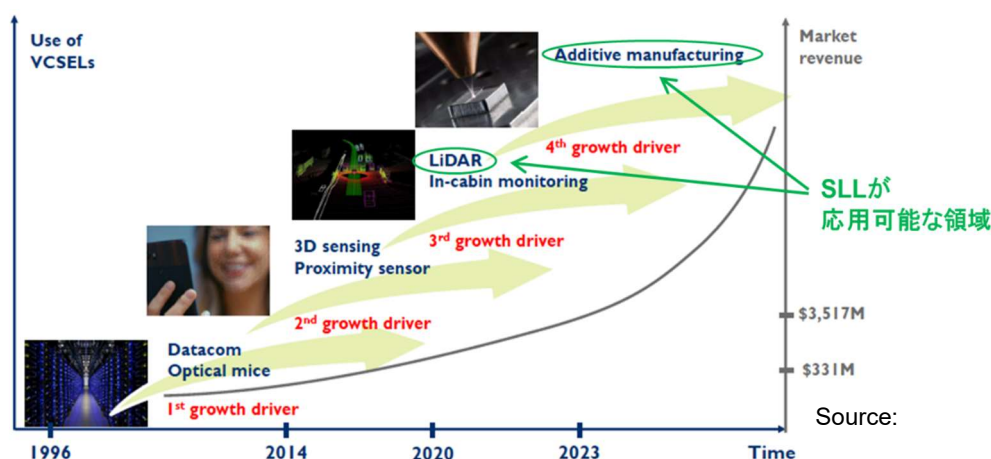 Use of
VCSELs
Market
revenue
Additive manufacturing
4th growth driver
LiDAR
In-cabin monitoring
SLLが
応用可能な領域
3rd growth driver
3D sensing
Proximity sensor
2nd growth driver
$3,517M
Datacom
Optical mice
$331M
1st growth driver
Source:
1996
2014
2020
2023
Time